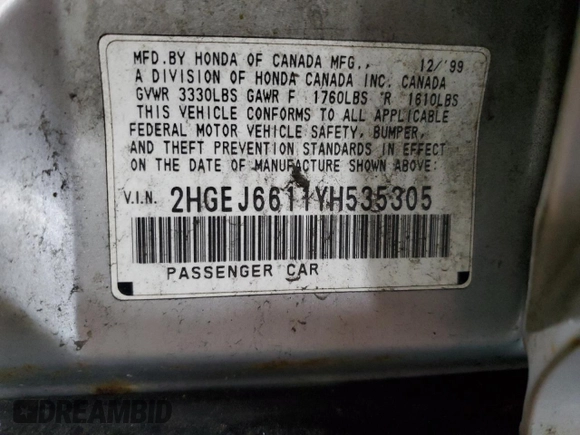 MFD.BY HONDA OF CANADA MFG., 12/'99
A DIVISION OF HONDA CANADA INC. CANADA
GVWR 3330LBS GAWR F 1760LBS R 1610LBS
THIS VEHICLE CONFORMS TO ALL APPLICABLE
FEDERAL MOTOR VEHICLE SAFETY, BUMPER,
AND THEFT PREVENTION STANDARDS IN EFFECT
ON THE DATE OF MANUFACTURE SHOWN ABOVE:
V.I.N. 2HGEJ6611YH535305
PASSENGER CAR
DREAMBID